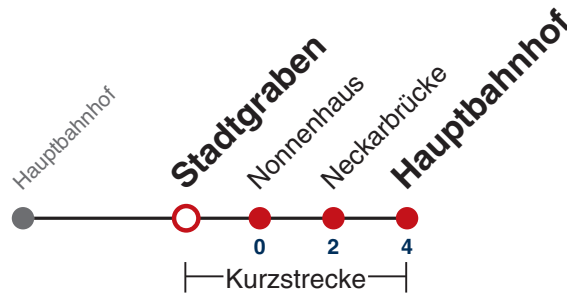 Hauptbahnhof
Stadtgraben
Nonnenhaus
Neckarbrücke
Hauptbahnhof
0 2 4
Kurzstrecke